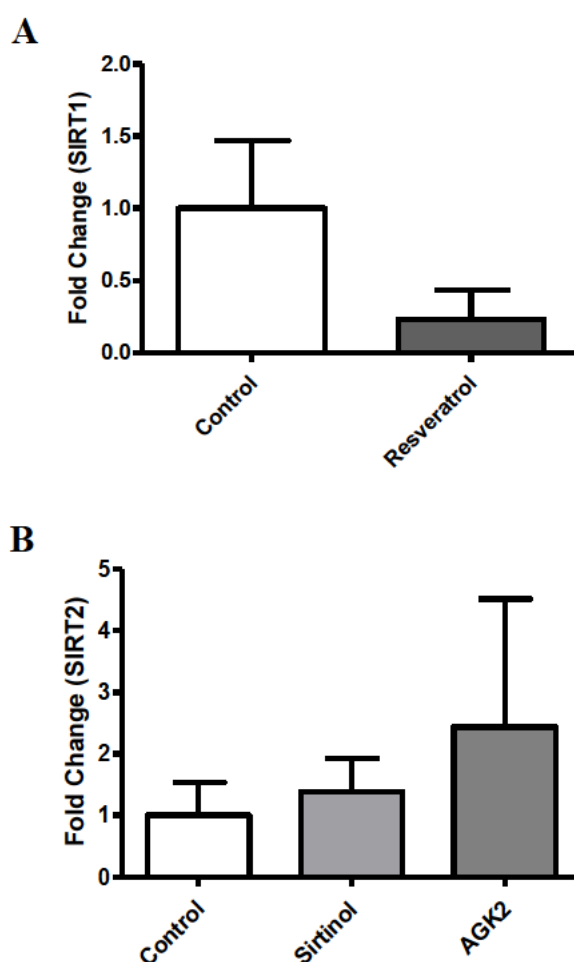 A
Fold Change (SIRT1)
2.0
1.5
1.0
0.5
0.0
Control
Resveratrol
B
Fold Change (SIRT2)
5
4
3
2
1
0
Control
Sirtinol
AGK2